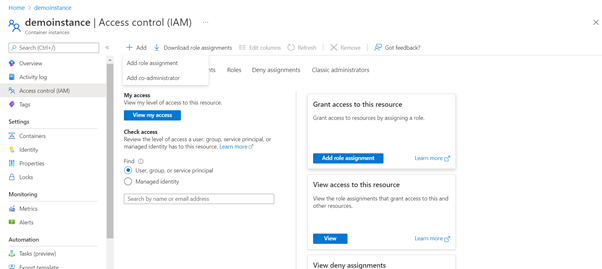 Home > demoinstance >
demoinstance | Access control (IAM) ...
Container instances
Search (Ctrl+/)
«
+ Add
Download role assignments
Edit columns
Refresh
Remove
Got feedback?
Add role assignment
Add co-administrator
Roles
Deny assignments
Classic administrators
Overview
Activity log
Access control (IAM)
Tags
Settings
Containers
Identity
Properties
Locks
Monitoring
Metrics
Alerts
Automation
Tasks (preview)
Export template
My access
View my level of access to this resource.
View my access
Check access
Review the level of access a user, group, service principal, or
managed identity has to this resource. Learn more
Find
User, group, or service principal
Managed identity
Search by name or email address
Grant access to this resource
Grant access to resources by assigning a role.
Add role assignment
Learn more
View access to this resource
View the role assignments that grant access to this and
other resources.
View
Learn more
View deny assignments